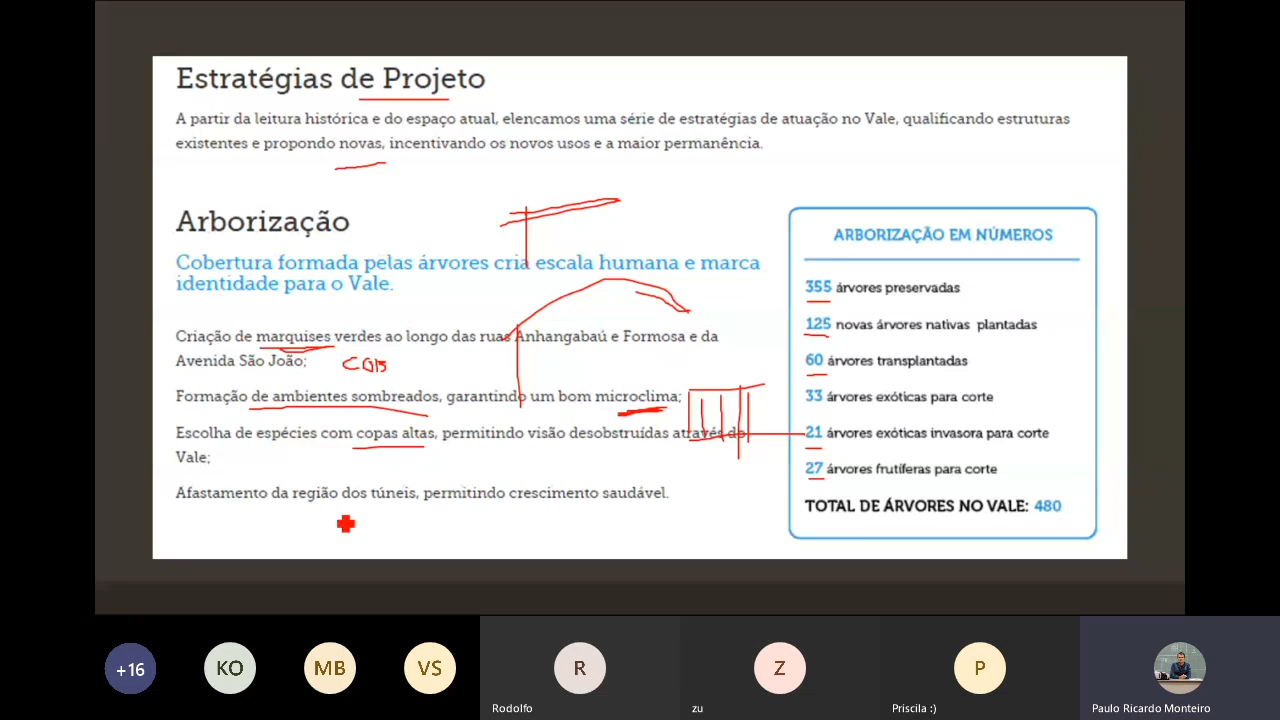 Estratégias de Projeto
A partir da leitura histórica e do espaço atual, elencamos uma série de estratégias de atuação no Vale, qualificando estruturas
existentes e propondo novas, incentivando os novos usos e a maior permanência.
Arborização
Cobertura formada pelas árvores cria escala humana e marca
identidade para o Vale.
Criação de marquises verdes ao longo das ruas Anhangabaú e Formosa e da
Avenida São João;
Formação de ambientes sombreados, garantindo um bom microclima;
Escolha de espécies com copas altas, permitindo visão desobstruídas através do
Vale;
Afastamento da região dos túneis, permitindo crescimento saudável.
ARBORIZAÇÃO EM NÚMEROS
355 árvores preservadas
125 novas árvores nativas plantadas
60 árvores transplantadas
33 árvores exóticas para corte
21 árvores exóticas invasora para corte
27 árvores frutíferas para corte
TOTAL DE ÁRVORES NO VALE: 480
+16
KO
MB
VS
R
Z
P
Rodolfo
zu
Priscila :)
Paulo Ricardo Monteiro